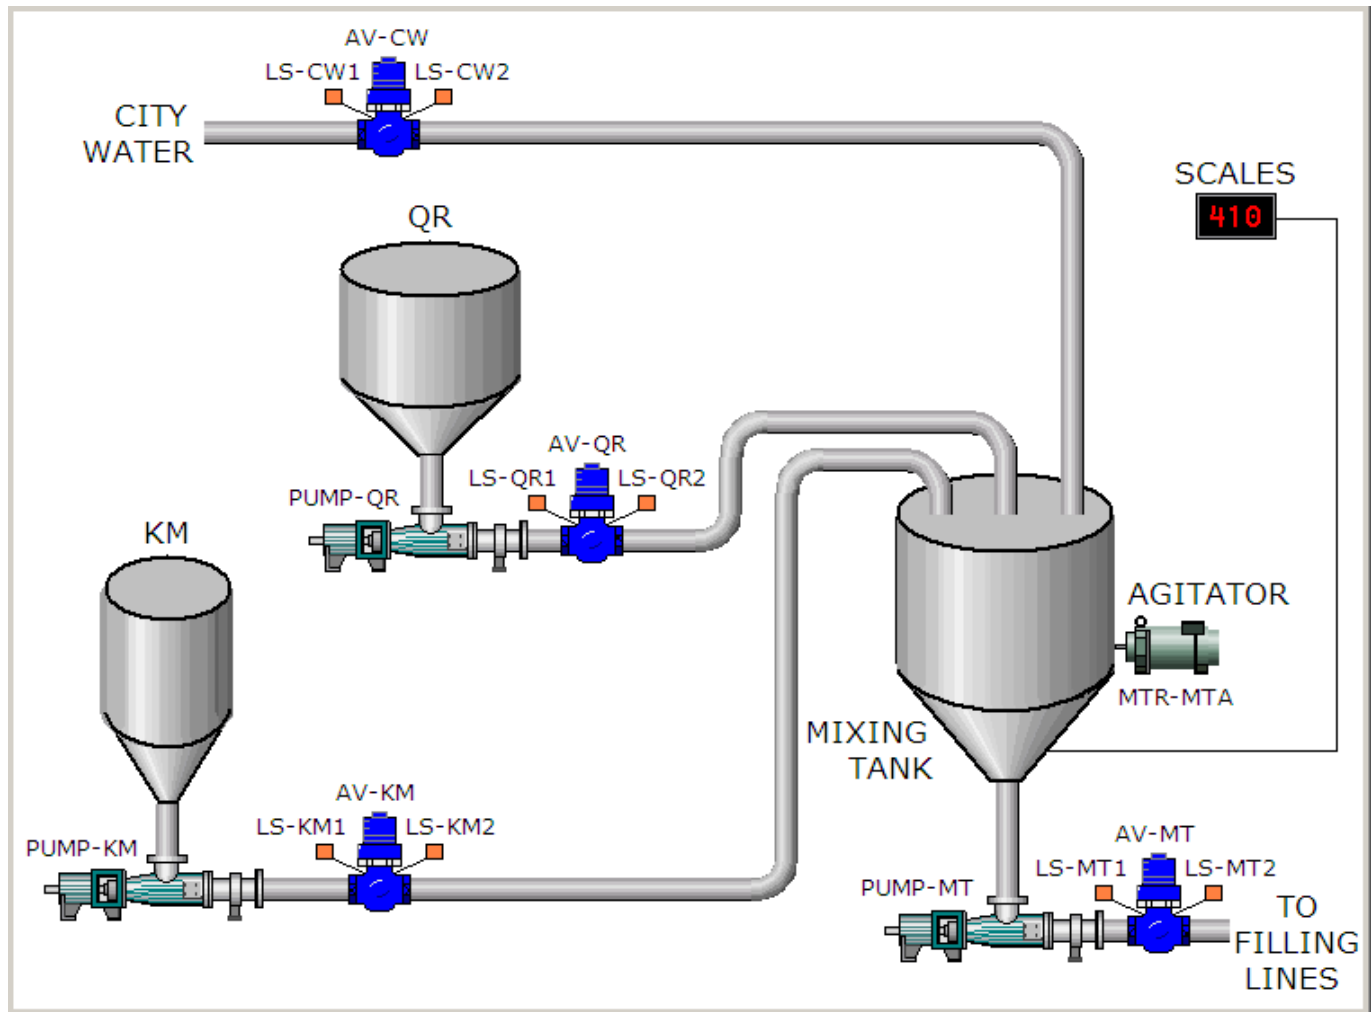 AV-CW
LS-CW1
LS-CW2
CITY
WATER
SCALES
410
QR
AV-QR
LS-QR1
LS-QR2
PUMP-QR
KM
AGITATOR
MTR-MTA
MIXING
TANK
AV-KM
LS-KM1
LS-KM2
PUMP-KM
AV-MT
LS-MT1
LS-MT2
PUMP-MT
TO
FILLING
LINES